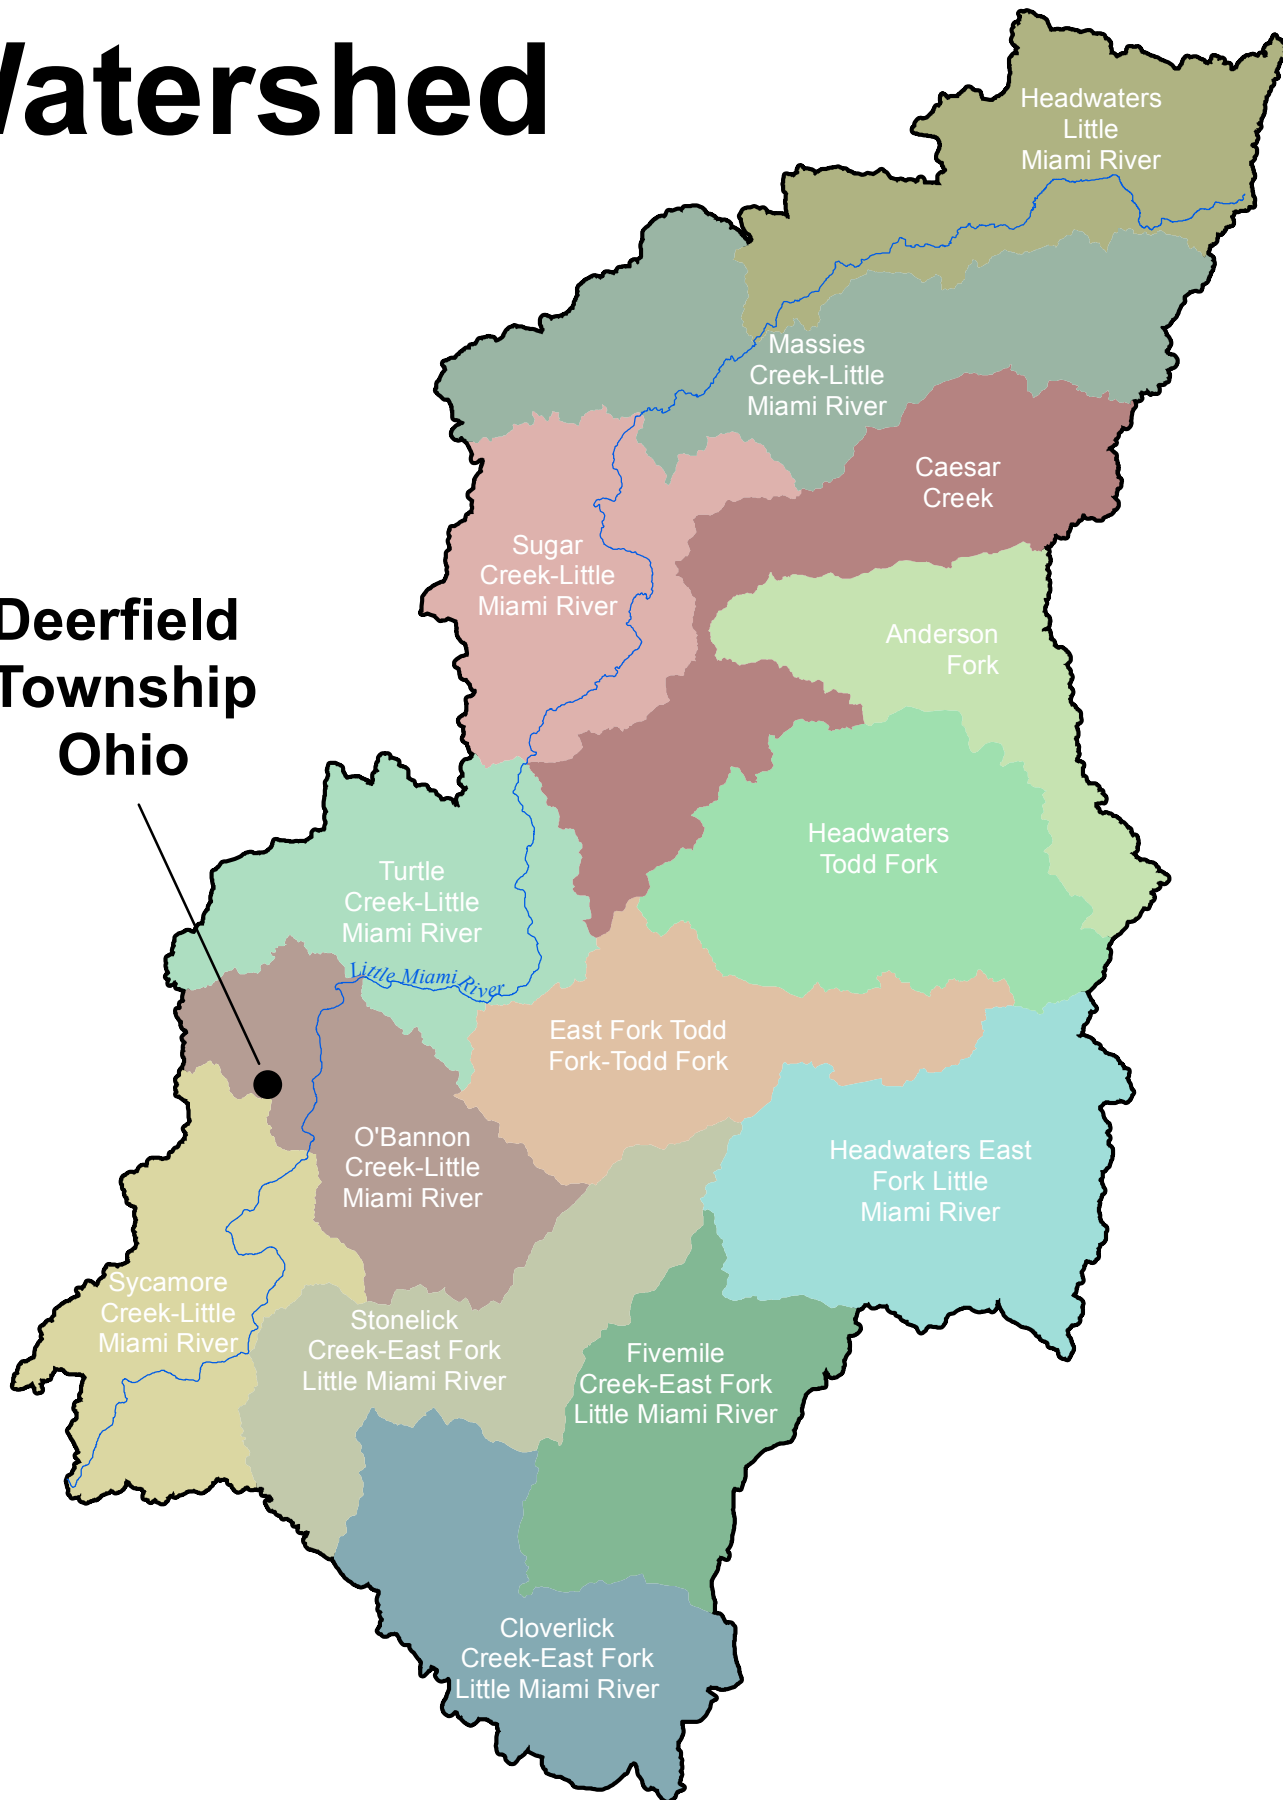 Watershed
Headwaters
Little
Miami River
Massies
Creek-Little
Miami River
Caesar
Creek
Sugar
Creek-Little
Miami River
Deerfield
Township
Ohio
Anderson
Fork
Headwaters
Todd Fork
Turtle
Creek-Little
Miami River
Little Miami River
East Fork Todd
Fork-Todd Fork
O'Bannon
Creek-Little
Miami River
Headwaters East
Fork Little
Miami River
Sycamore
Creek-Little
Miami River
Stonelick
Creek-East Fork
Little Miami River
Fivemile
Creek-East Fork
Little Miami River
Cloverlick
Creek-East Fork
Little Miami River